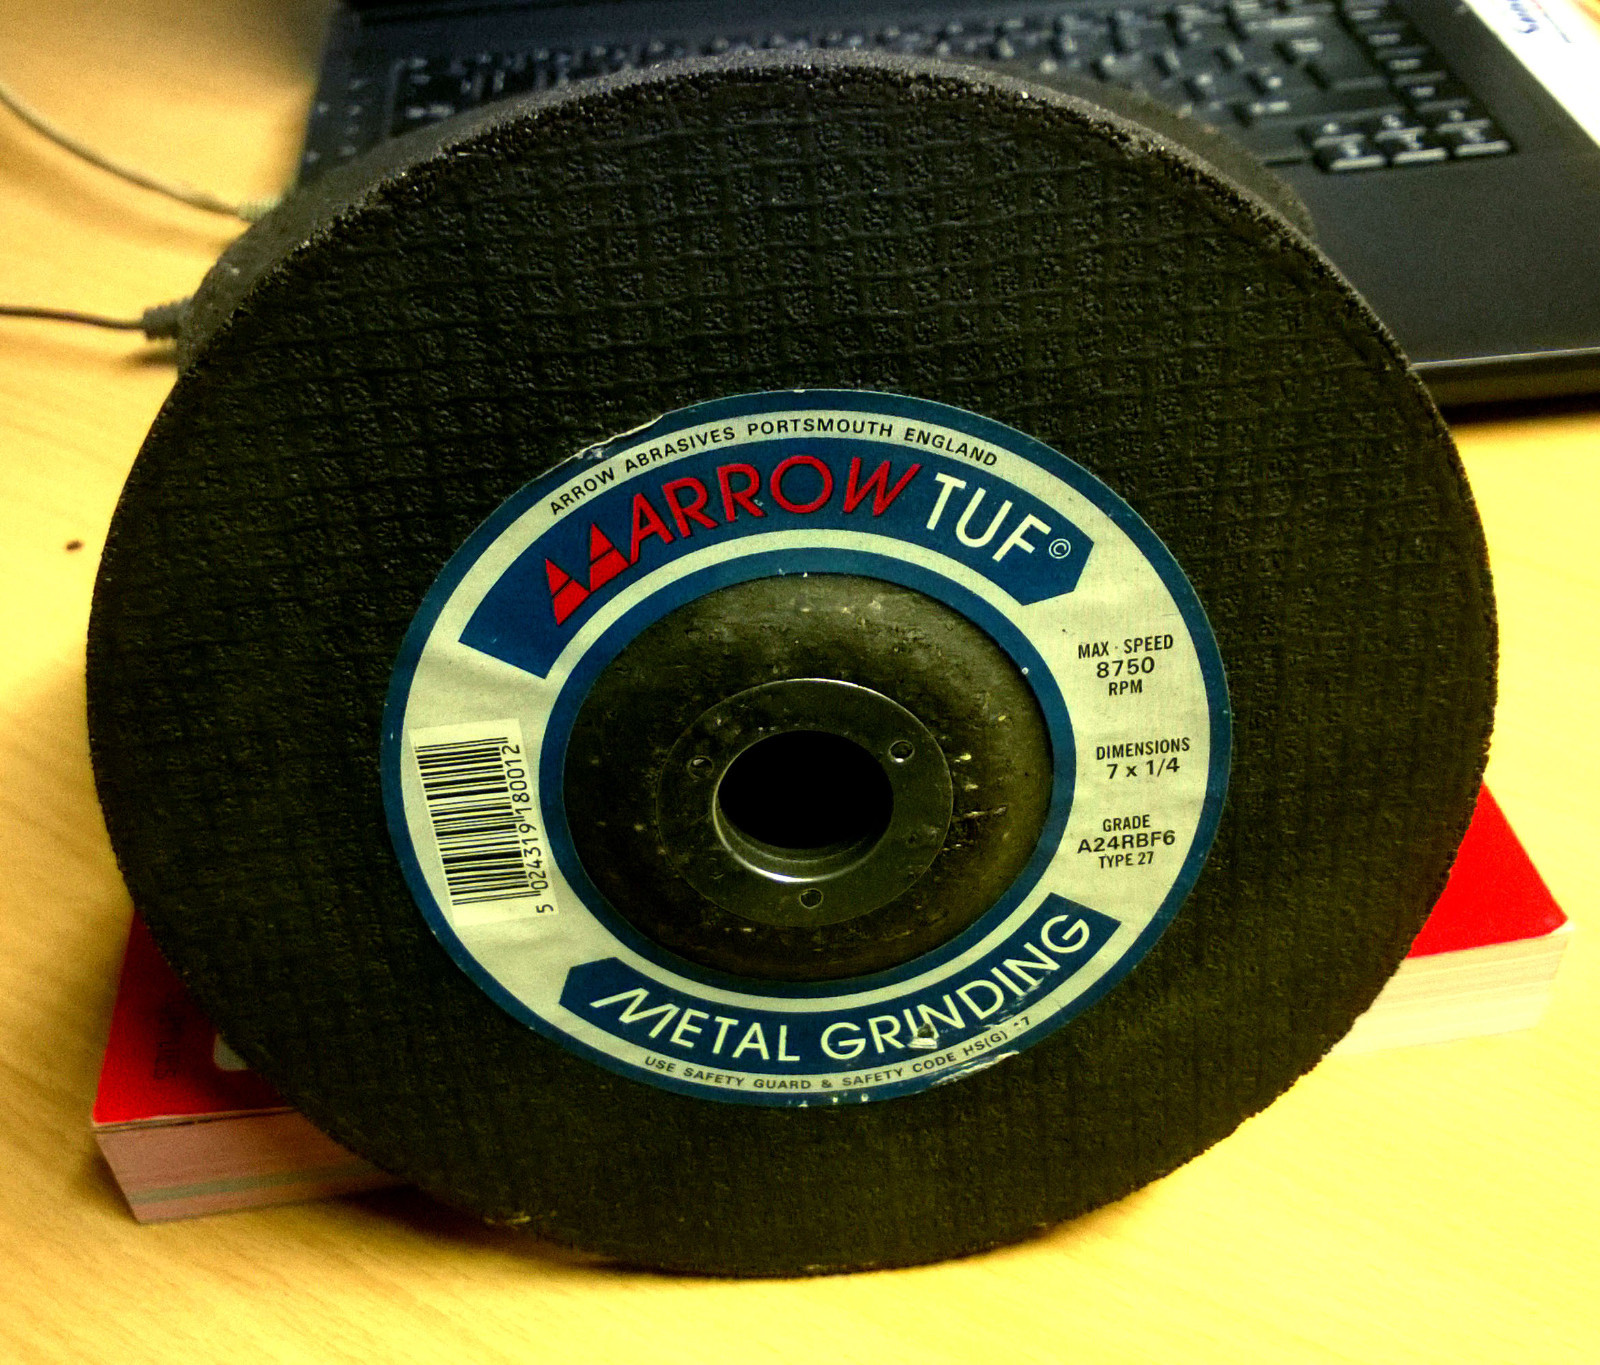 ARROW ABRASIVES PORTSMOUTH ENGLAND
ARROW TUF ©
MAX · SPEED
8750
RPM
DIMENSIONS
7 x 1/4
GRADE
A24RBF6
TYPE 27
5 024319 180012
METAL GRINDING
USE SAFETY GUARD & SAFETY CODE HS(G)